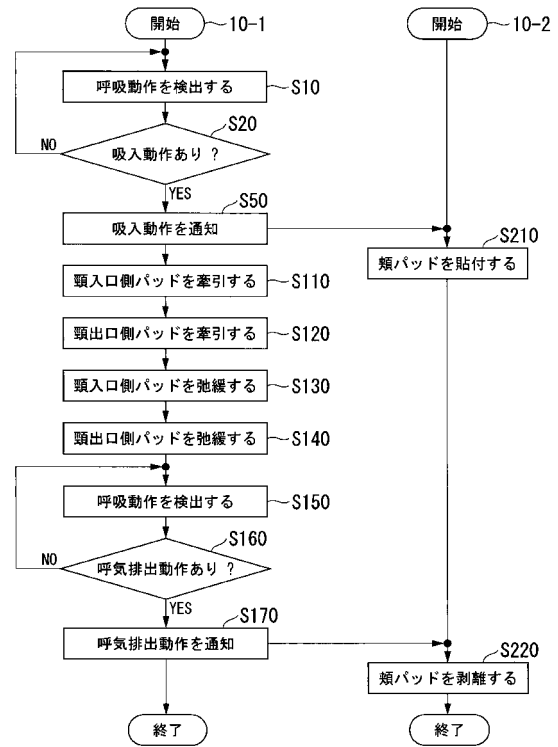 開始 10-1
呼吸動作を検出する S10
S20
NO
吸入動作あり ?
YES
S50
吸入動作を通知
頸入口側パッドを牽引する S110
頸出口側パッドを牽引する S120
頸入口側パッドを弛緩する S130
頸出口側パッドを弛緩する S140
呼吸動作を検出する S150
S160
NO
呼気排出動作あり ?
YES
S170
呼気排出動作を通知
終了
開始 10-2
S210
頬パッドを貼付する
S220
頬パッドを剥離する
終了